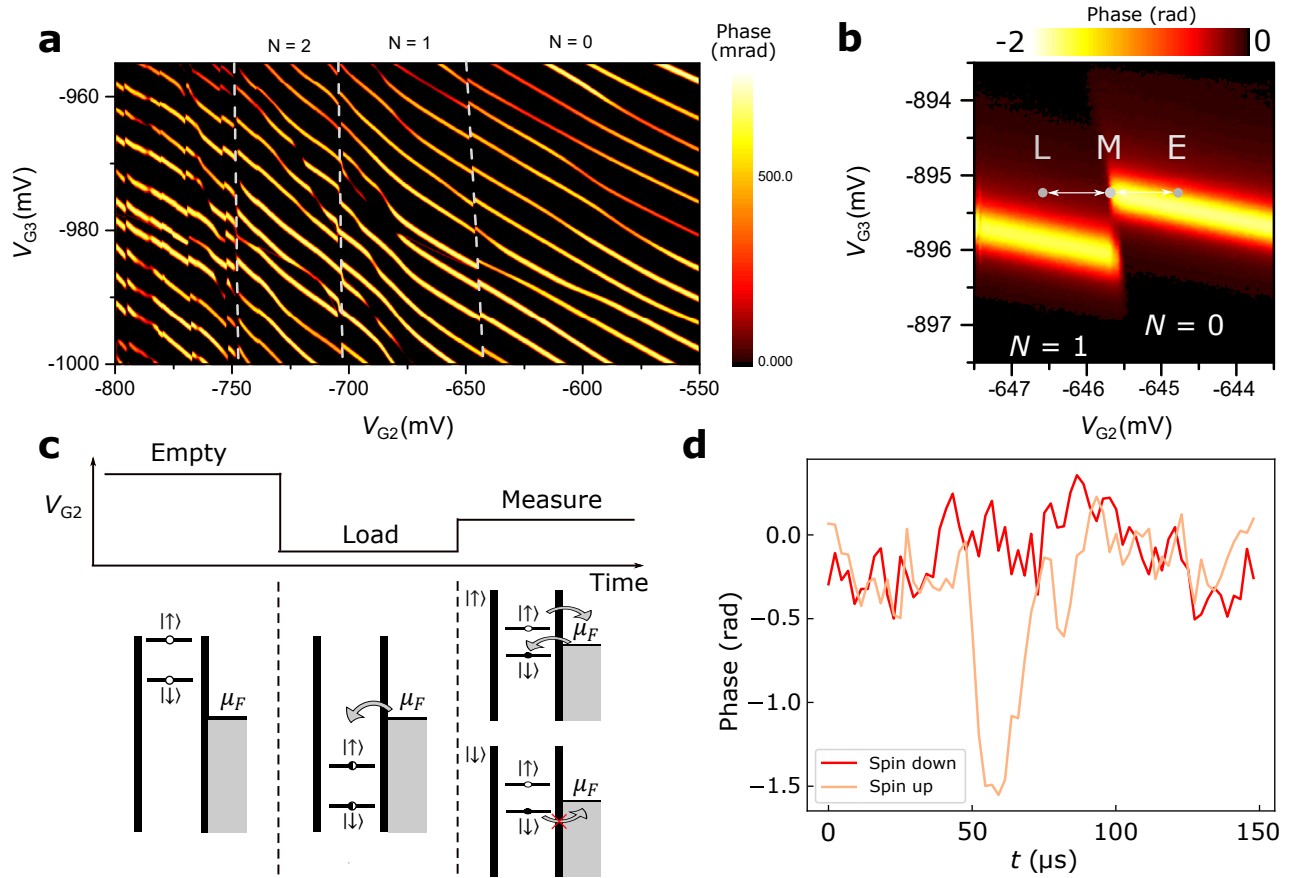 a
N = 2
N = 1
N = 0
Phase
(mrad)
-960
-970
-980
-990
-1000
V_G3(mV)
-800
-750
-700
-650
-600
-550
V_G2(mV)
500.0
0.000
b
Phase (rad)
-2
0
-894
-895
-896
-897
V_G3(mV)
L
M
E
N = 1
N = 0
-647
-646
-645
-644
V_G2(mV)
c
Empty
V_G2
Load
Measure
Time
|↑⟩
|↓⟩
μ_F
μ_F
|↑⟩
|↓⟩
|↑⟩
|↑⟩
μ_F
|↓⟩
|↓⟩
|↑⟩
μ_F
|↓⟩
d
0.0
−0.5
−1.0
−1.5
Phase (rad)
Spin down
Spin up
0
50
100
150
t (μs)